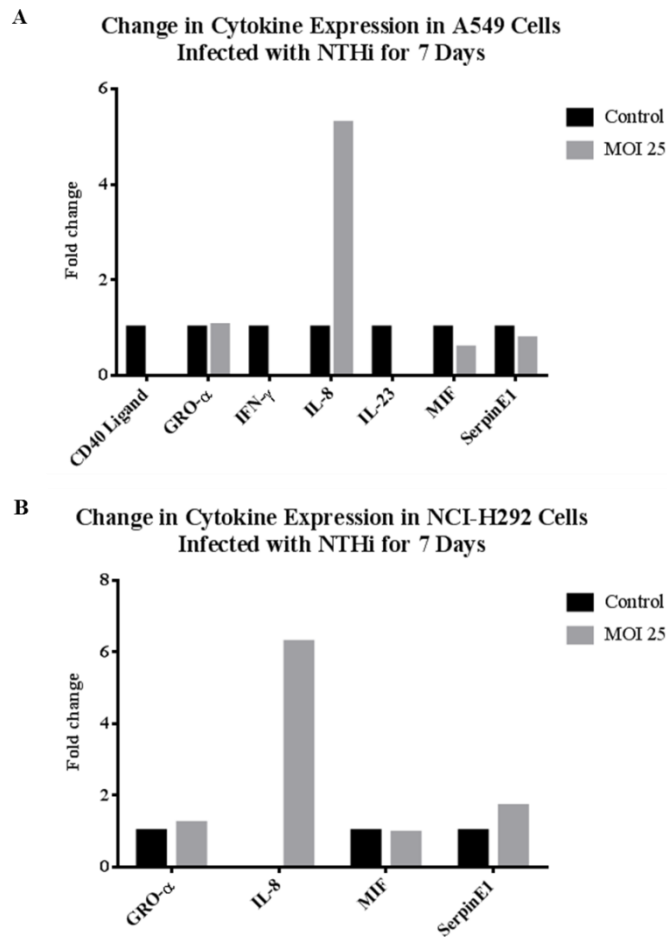 A
Change in Cytokine Expression in A549 Cells
Infected with NTHi for 7 Days
6
4
2
0
Fold change
Control
MOI 25
CD40 Ligand
GRO-α
IFN-γ
IL-8
IL-23
MIF
SerpinE1
B
Change in Cytokine Expression in NCI-H292 Cells
Infected with NTHi for 7 Days
8
6
4
2
0
Fold change
Control
MOI 25
GRO-α
IL-8
MIF
SerpinE1